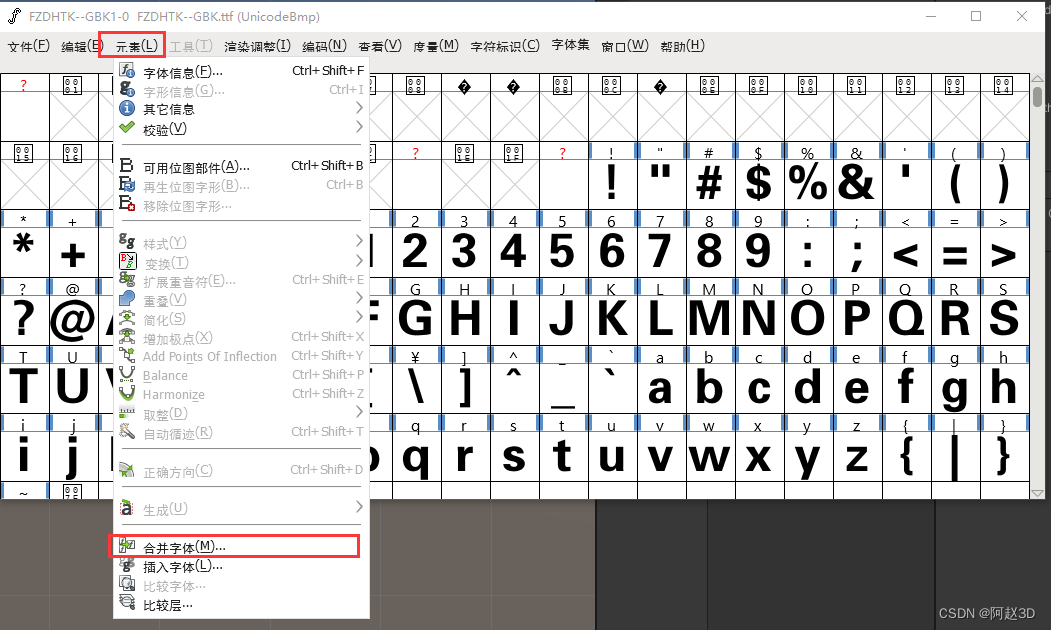 FZDHTK--GBK1-0 FZDHTK--GBK.ttf (UnicodeBmp)
文件(F) 编辑(E 元素(L) 工具(T) 渲染调整(I) 编码(N) 查看(V) 度量(M) 字符标识(C) 字体集 窗口(W) 帮助(H)
字体信息(F)... Ctrl+Shift+F
字形信息(G)... Ctrl+I
其它信息
校验(V)
可用位图部件(A)... Ctrl+Shift+B
再生位图字形(B)... Ctrl+B
移除位图字形...
样式(Y)
变换(T)
扩展重音符(E)... Ctrl+Shift+E
重叠(V)
简化(S)
增加极点(X) Ctrl+Shift+X
Add Points Of Inflection Ctrl+Shift+Y
Balance Ctrl+Shift+P
Harmonize Ctrl+Shift+Z
取整(D)
自动循迹(R) Ctrl+Shift+T
正确方向(C) Ctrl+Shift+D
生成(U)
合并字体(M)...
插入字体(L)...
比较字体...
比较层...
? ? ? ! " # $ % & ' ( )
! " # $ % & ' ( )
* + 2 3 4 5 6 7 8 9 : ; < = >
* + 2 3 4 5 6 7 8 9 : ; < = >
? @ G H I J K L M N O P Q R S
? @ G H I J K L M N O P Q R S
T U ¥ ] ^ _ ` a b c d e f g h
T U \ ] ^ _ ` a b c d e f g h
i j q r s t u v w x y z { | }
i j q r s t u v w x y z { | }
~
CSDN @阿赵3D